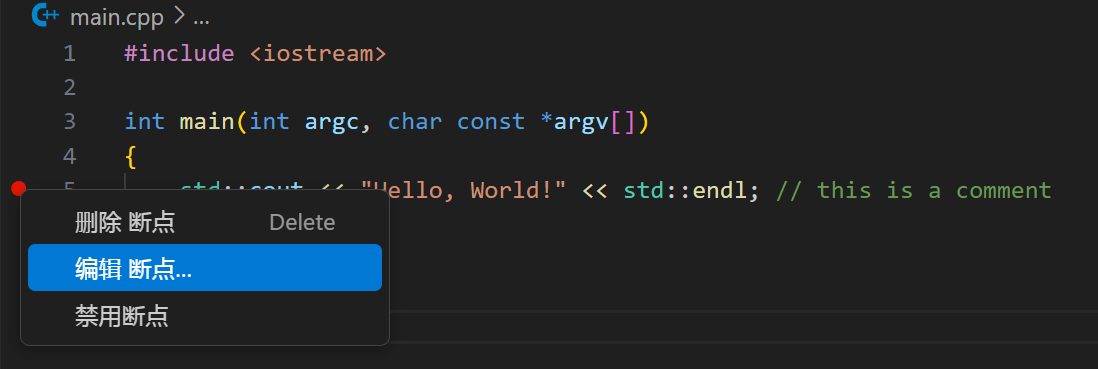 main.cpp > ...
1 #include <iostream>
2
3 int main(int argc, char const *argv[])
4 {
5 std::cout << "Hello, World!" << std::endl; // this is a comment
删除 断点 Delete
编辑 断点...
禁用断点